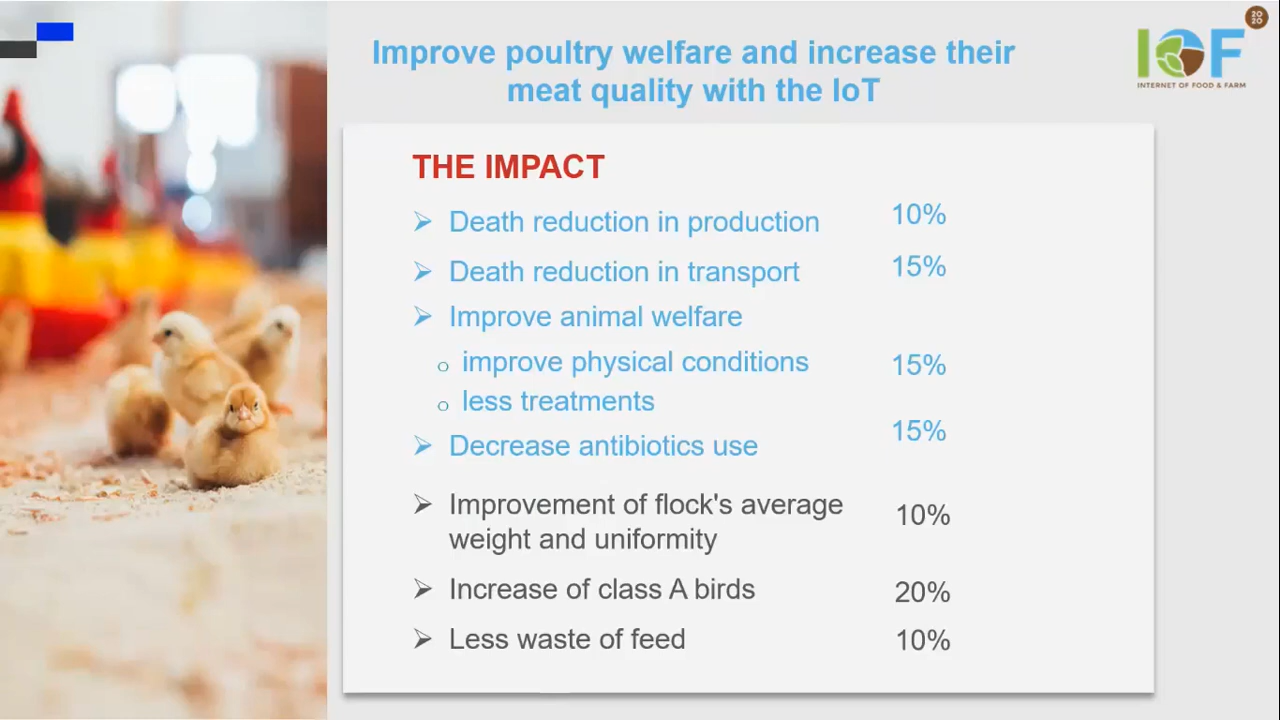 Improve poultry welfare and increase their
meat quality with the IoT
IOF
20
20
INTERNET OF FOOD & FARM
THE IMPACT
Death reduction in production 10%
Death reduction in transport 15%
Improve animal welfare
improve physical conditions 15%
less treatments
Decrease antibiotics use 15%
Improvement of flock's average
weight and uniformity 10%
Increase of class A birds 20%
Less waste of feed 10%